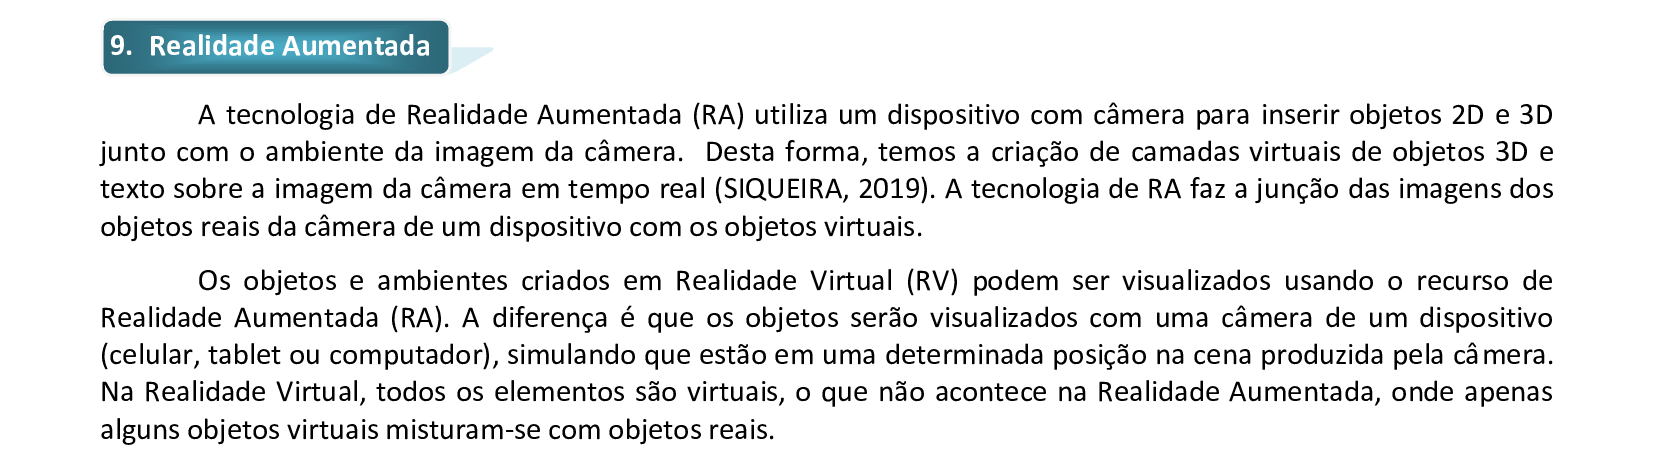 9. Realidade Aumentada
A tecnologia de Realidade Aumentada (RA) utiliza um dispositivo com câmera para inserir objetos 2D e 3D
junto com o ambiente da imagem da câmera. Desta forma, temos a criação de camadas virtuais de objetos 3D e
texto sobre a imagem da câmera em tempo real (SIQUEIRA, 2019). A tecnologia de RA faz a junção das imagens dos
objetos reais da câmera de um dispositivo com os objetos virtuais.
Os objetos e ambientes criados em Realidade Virtual (RV) podem ser visualizados usando o recurso de
Realidade Aumentada (RA). A diferença é que os objetos serão visualizados com uma câmera de um dispositivo
(celular, tablet ou computador), simulando que estão em uma determinada posição na cena produzida pela câmera.
Na Realidade Virtual, todos os elementos são virtuais, o que não acontece na Realidade Aumentada, onde apenas
alguns objetos virtuais misturam-se com objetos reais.